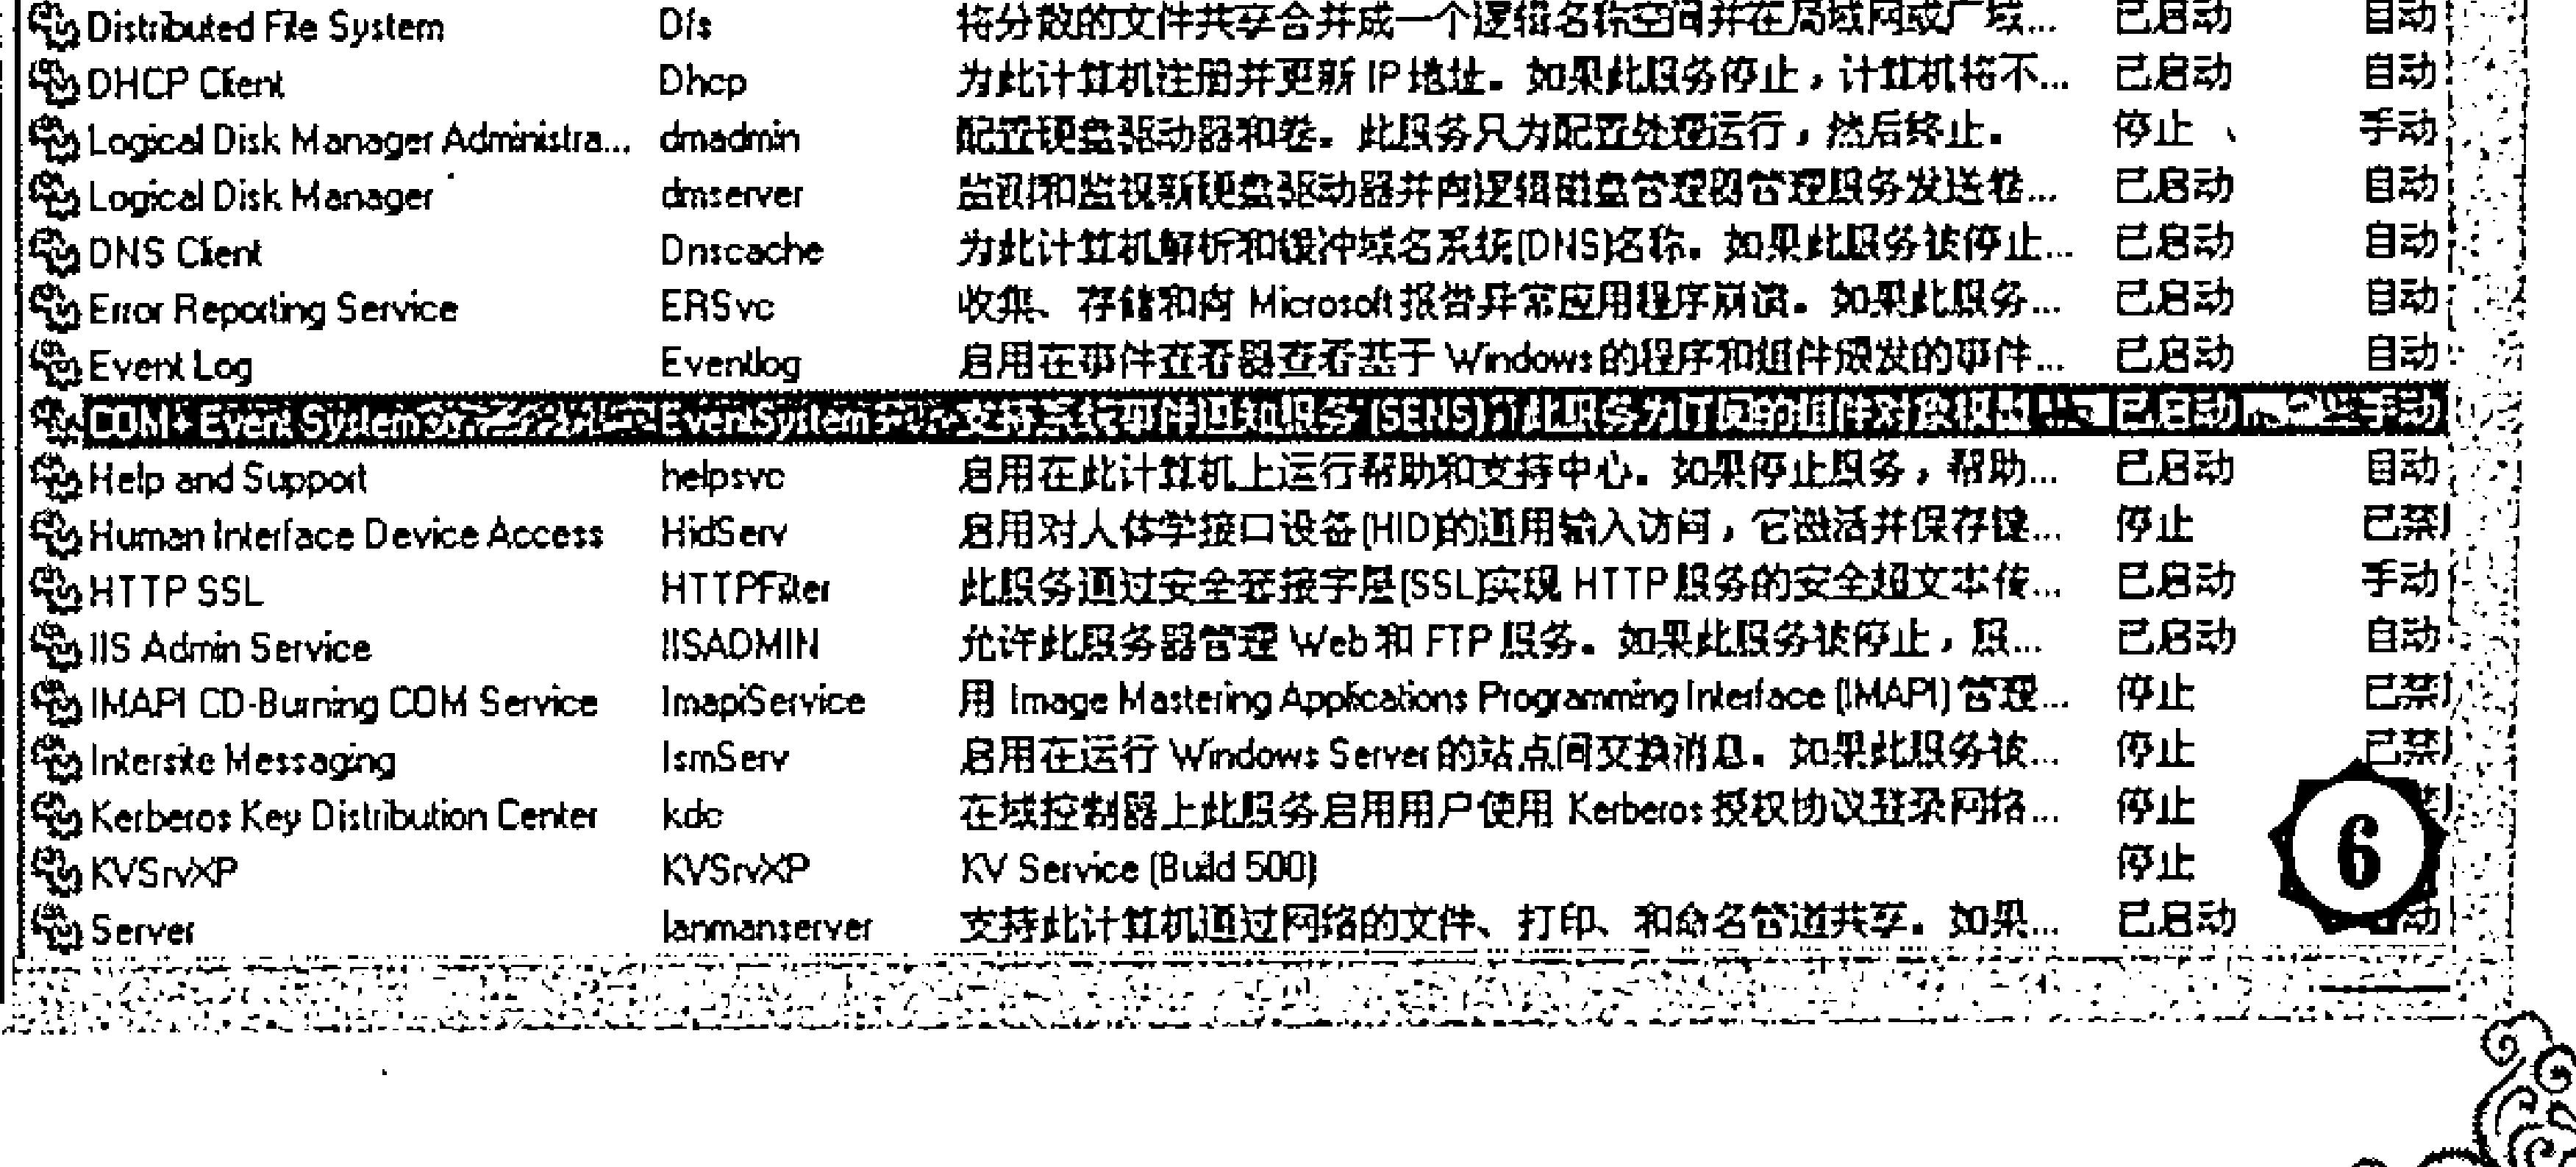 Distributed File System Dfs 将分散的文件共享合并成一个逻辑名称空间并在局域网或广域... 已启动 自动
DHCP Client Dhcp 为此计算机注册并更新 IP 地址。如果此服务停止，计算机将不... 已启动 自动
Logical Disk Manager Administra... dmadmin 配置硬盘驱动器和卷。此服务只为配置处理运行，然后终止。 停止 手动
Logical Disk Manager dmserver 监测和监视新硬盘驱动器并向逻辑磁盘管理器管理服务发送卷... 已启动 自动
DNS Client Dnscache 为此计算机解析和缓冲域名系统(DNS)名称。如果此服务被停止... 已启动 自动
Error Reporting Service ERSvc 收集、存储和向 Microsoft 报告异常应用程序崩溃。如果此服务... 已启动 自动
Event Log Eventlog 启用在事件查看器查看基于 Windows 的程序和组件颁发的事件... 已启动 自动
COM+ Event System EventSystem 支持系统事件通知服务 (SENS)，此服务为订阅的组件对象模型 已启动 手动
Help and Support helpsvc 启用在此计算机上运行帮助和支持中心。如果停止服务，帮助... 已启动 自动
Human Interface Device Access HidServ 启用对人体学接口设备(HID)的通用输入访问，它激活并保存键... 停止 已禁
HTTP SSL HTTPFilter 此服务通过安全套接字层(SSL)实现 HTTP 服务的安全超文本传... 已启动 手动
IIS Admin Service IISADMIN 允许此服务器管理 Web 和 FTP 服务。如果此服务被停止，服... 已启动 自动
IMAPI CD-Burning COM Service ImapiService 用 Image Mastering Applications Programming Interface (IMAPI) 管理... 停止 已禁
Intersite Messaging IsmServ 启用在运行 Windows Server 的站点间交换消息。如果此服务被... 停止 已禁
Kerberos Key Distribution Center kdc 在域控制器上此服务启用用户使用 Kerberos 授权协议登录网络... 停止
KVSrvXP KVSrvXP KV Service (Build 500) 停止
6
Server lanmanserver 支持此计算机通过网络的文件、打印、和命名管道共享。如果... 已启动 动